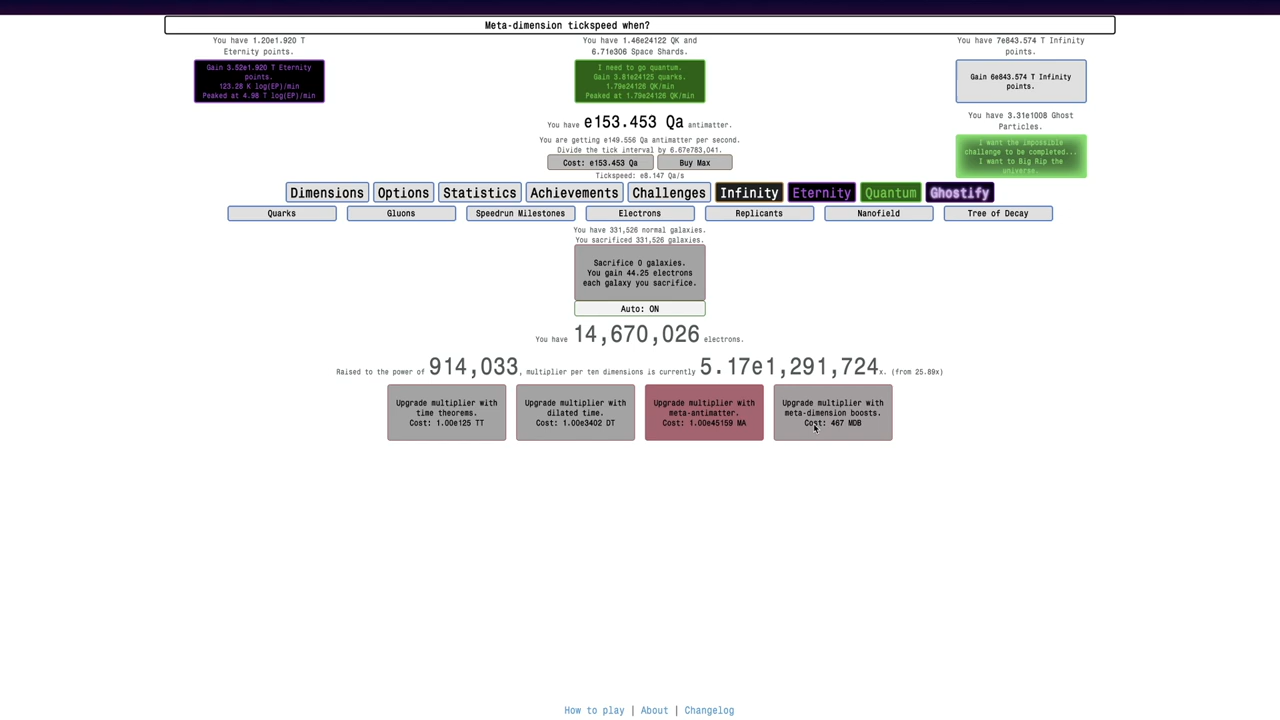 Meta-dimension tickspeed when?
You have 1.20e1.920 T
Eternity points.
You have 1.46e24122 QK and
6.71e306 Space Shards.
You have 7e843.574 T Infinity
points.
Gain 3.52e1.920 T Eternity
points.
123.28 K log(EP)/min
Peaked at 4.98 T log(EP)/min
I need to go quantum.
Gain 3.81e24125 quarks.
1.79e24126 QK/min
Peaked at 1.79e24126 QK/min
Gain 6e843.574 T Infinity
points.
You have e153.453 Qa antimatter.
You have 3.31e1008 Ghost
Particles.
You are getting e149.556 Qa antimatter per second.
Divide the tick interval by 6.67e783,041.
Cost: e153.453 Qa
Buy Max
Tickspeed: e8.147 Qa/s
I want the impossible
challenge to be completed...
I want to Big Rip the
universe.
Dimensions
Options
Statistics
Achievements
Challenges
Infinity
Eternity
Quantum
Ghostify
Quarks
Gluons
Speedrun Milestones
Electrons
Replicants
Nanofield
Tree of Decay
You have 331,526 normal galaxies.
You sacrificed 331,526 galaxies.
Sacrifice 0 galaxies.
You gain 44.25 electrons
each galaxy you sacrifice.
Auto: ON
You have 14,670,026 electrons.
Raised to the power of 914,033, multiplier per ten dimensions is currently 5.17e1,291,724x. (from 25.89x)
Upgrade multiplier with
time theorems.
Cost: 1.00e125 TT
Upgrade multiplier with
dilated time.
Cost: 1.00e3402 DT
Upgrade multiplier with
meta-antimatter.
Cost: 1.00e45159 MA
Upgrade multiplier with
meta-dimension boosts.
Cost: 467 MDB
How to play | About | Changelog